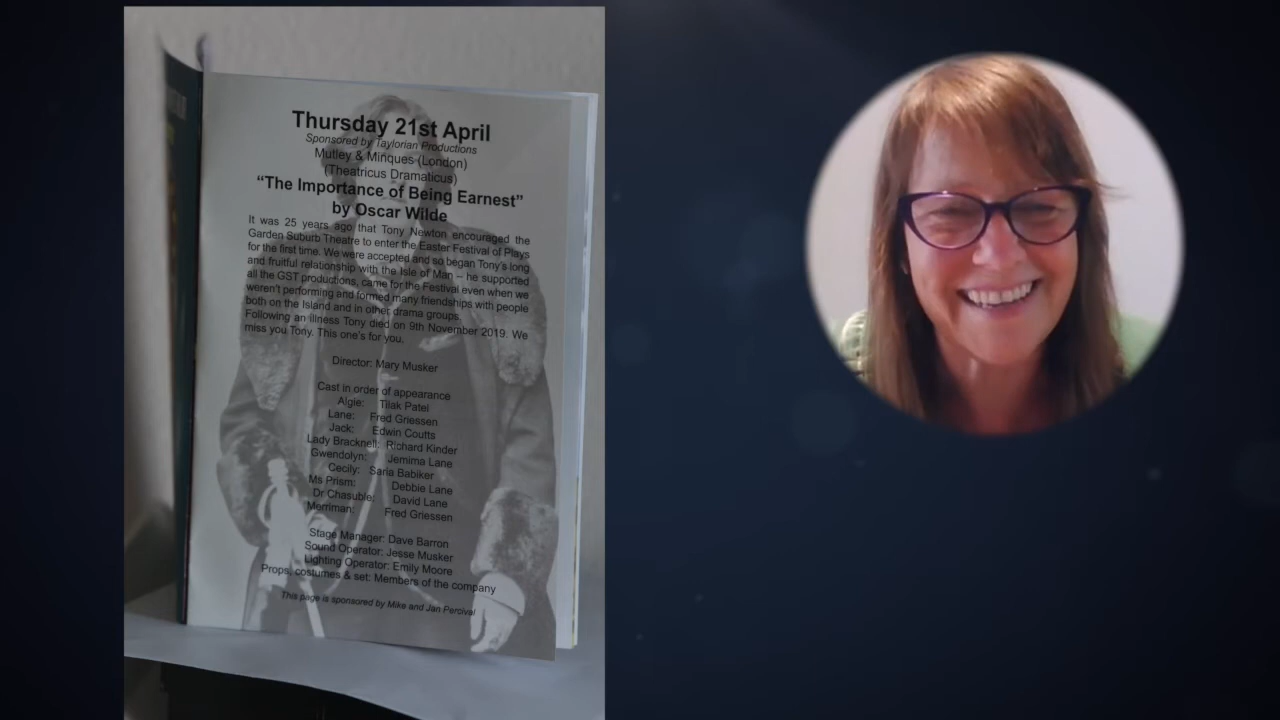 Thursday 21st April
Sponsored by Taylorian Productions
Mutley & Minques (London)
(Theatricus Dramaticus)
“The Importance of Being Earnest”
by Oscar Wilde
It was 25 years ago that Tony Newton encouraged the
Garden Suburb Theatre to enter the Easter Festival of Plays
for the first time. We were accepted and so began Tony's long
and fruitful relationship with the Isle of Man – he supported
all the GST productions, came for the Festival even when we
weren't performing and formed many friendships with people
both on the Island and in other drama groups.
Following an illness Tony died on 9th November 2019. We
miss you Tony. This one's for you.
Director: Mary Musker
Cast in order of appearance
Algie: Tilak Patel
Lane: Fred Griessen
Jack: Edwin Coutts
Lady Bracknell: Richard Kinder
Gwendolyn: Jemima Lane
Cecily: Saria Babiker
Ms Prism: Debbie Lane
Dr Chasuble: David Lane
Merriman: Fred Griessen
Stage Manager: Dave Barron
Sound Operator: Jesse Musker
Lighting Operator: Emily Moore
Props, costumes & set: Members of the company
This page is sponsored by Mike and Jan Percival